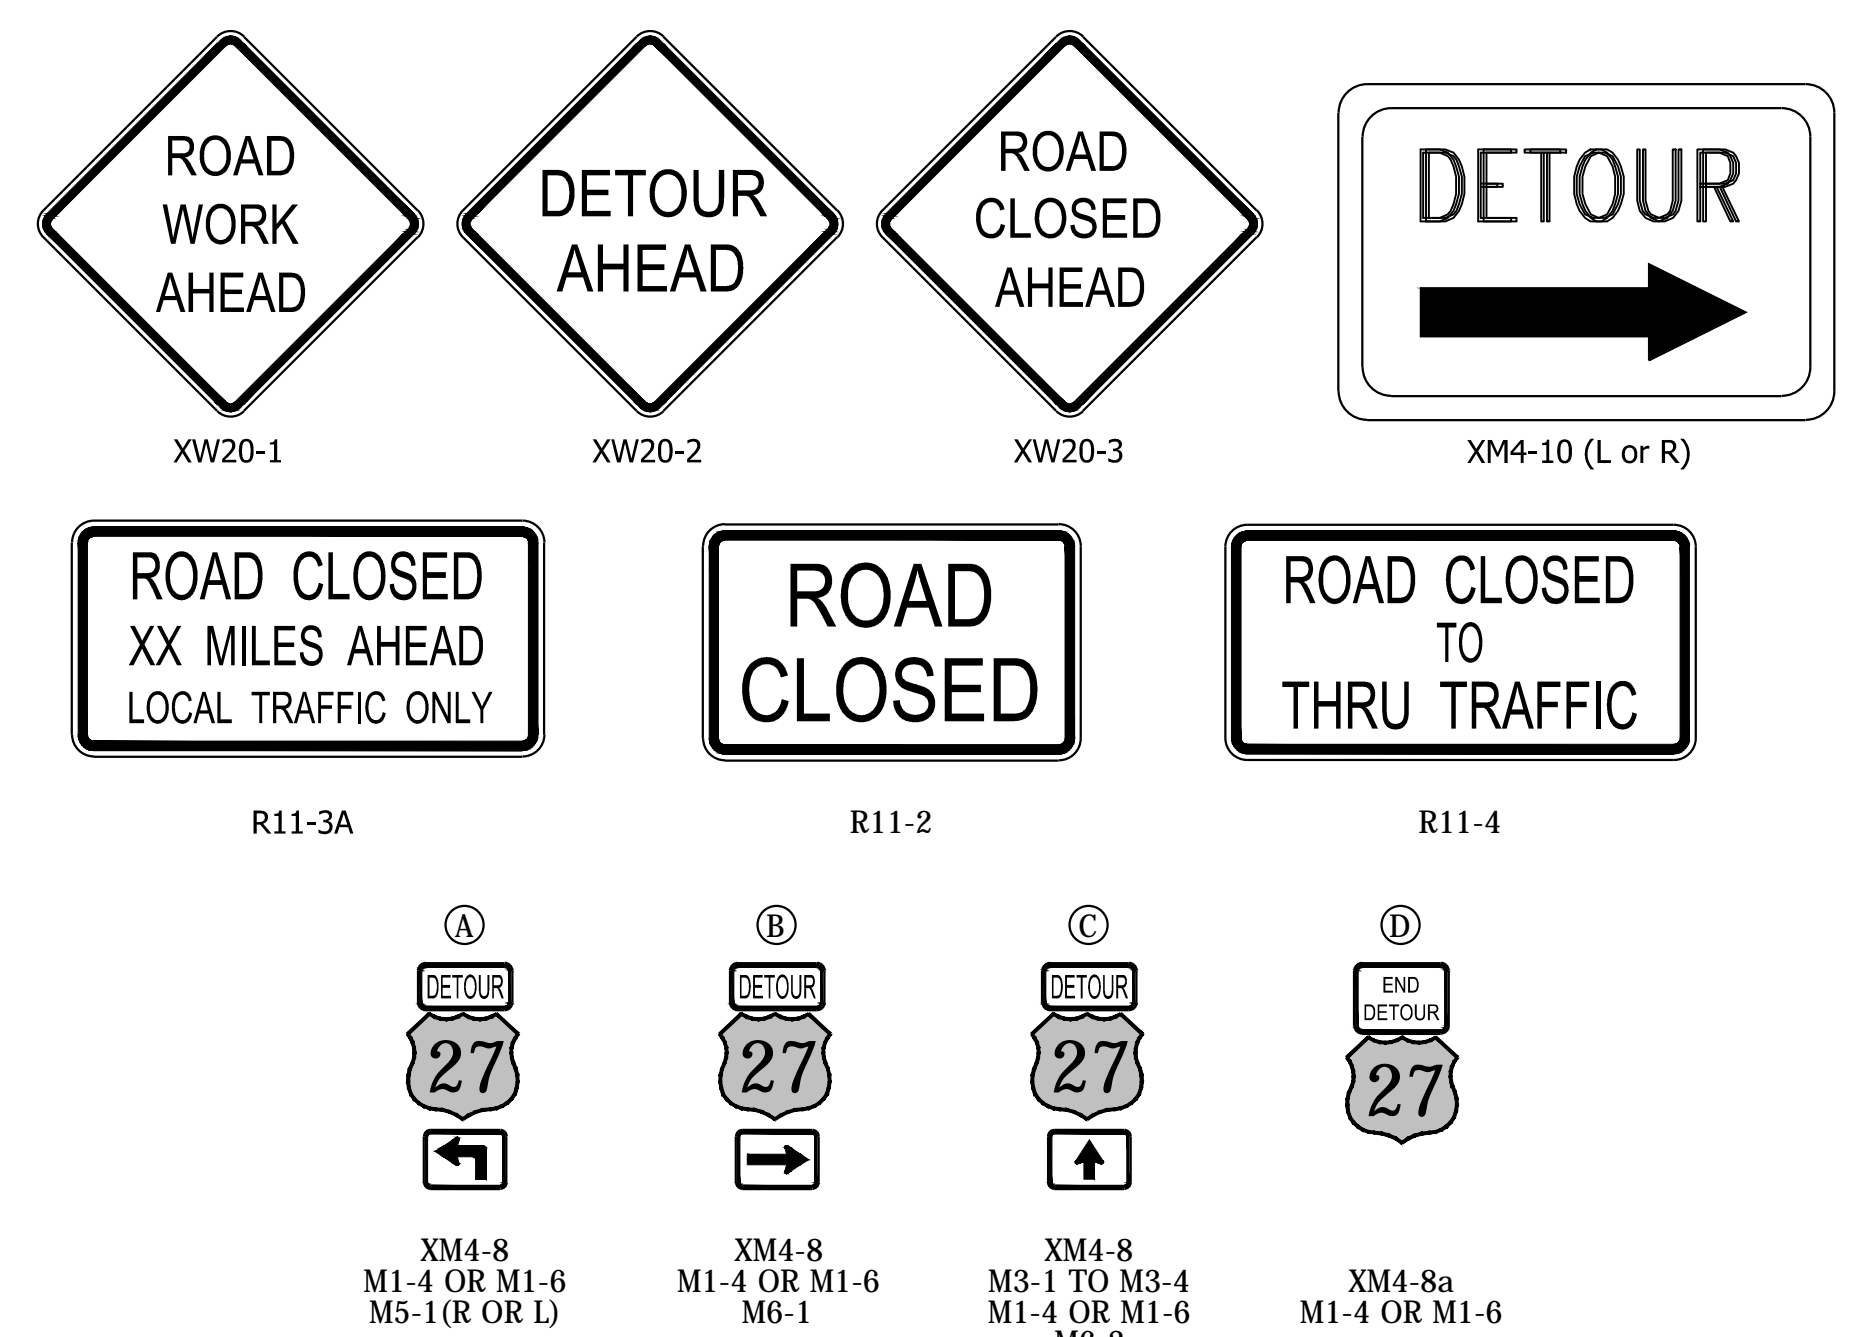 ROAD
WORK
AHEAD
XW20-1
DETOUR
AHEAD
XW20-2
ROAD
CLOSED
AHEAD
XW20-3
DETOUR
XM4-10 (L or R)
ROAD CLOSED
XX MILES AHEAD
LOCAL TRAFFIC ONLY
R11-3A
ROAD
CLOSED
R11-2
ROAD CLOSED
TO
THRU TRAFFIC
R11-4
A
DETOUR
27
XM4-8
M1-4 OR M1-6
M5-1(R OR L)
B
DETOUR
27
XM4-8
M1-4 OR M1-6
M6-1
C
DETOUR
27
XM4-8
M3-1 TO M3-4
M1-4 OR M1-6
D
END
DETOUR
27
XM4-8a
M1-4 OR M1-6